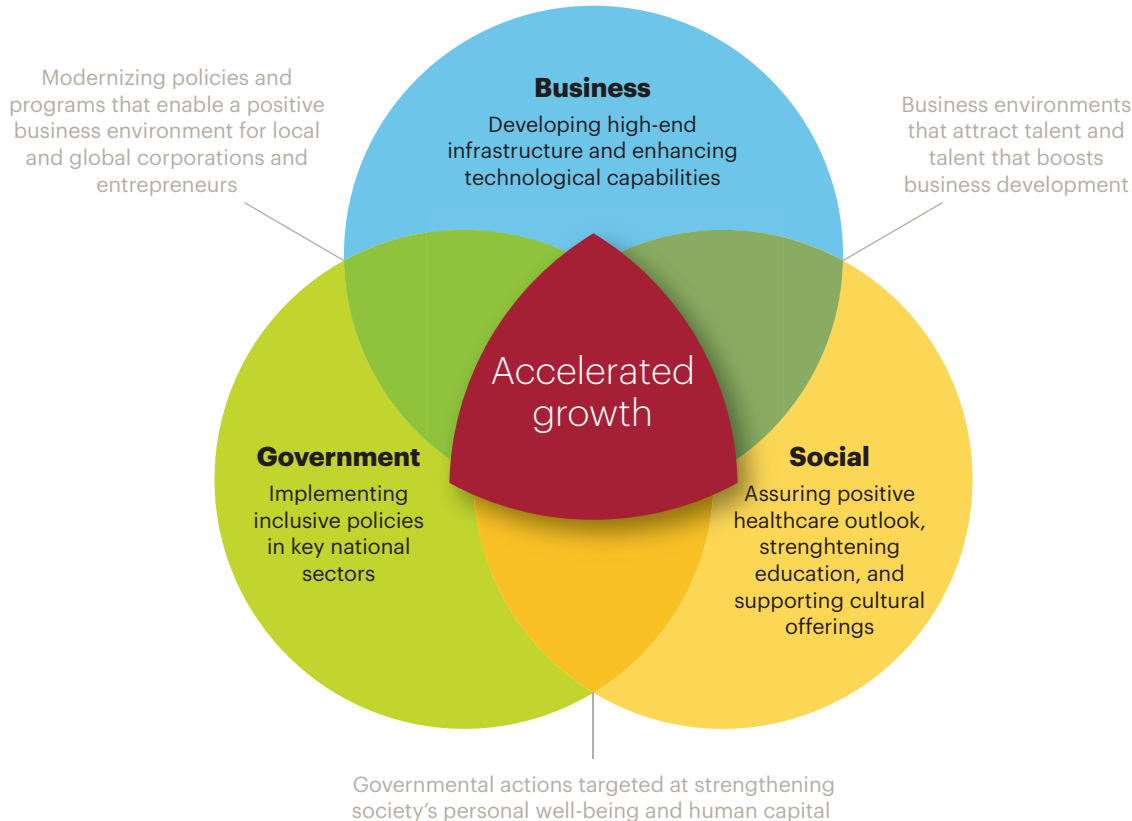 Modernizing policies and
programs that enable a positive
business environment for local
and global corporations and
entrepreneurs
Business
Developing high-end
infrastructure and enhancing
technological capabilities
Business environments
that attract talent and
talent that boosts
business development
Accelerated
growth
Government
Implementing
inclusive policies
in key national
sectors
Social
Assuring positive
healthcare outlook,
strenghtening
education, and
supporting cultural
offerings
Governmental actions targeted at strengthening
society’s personal well-being and human capital